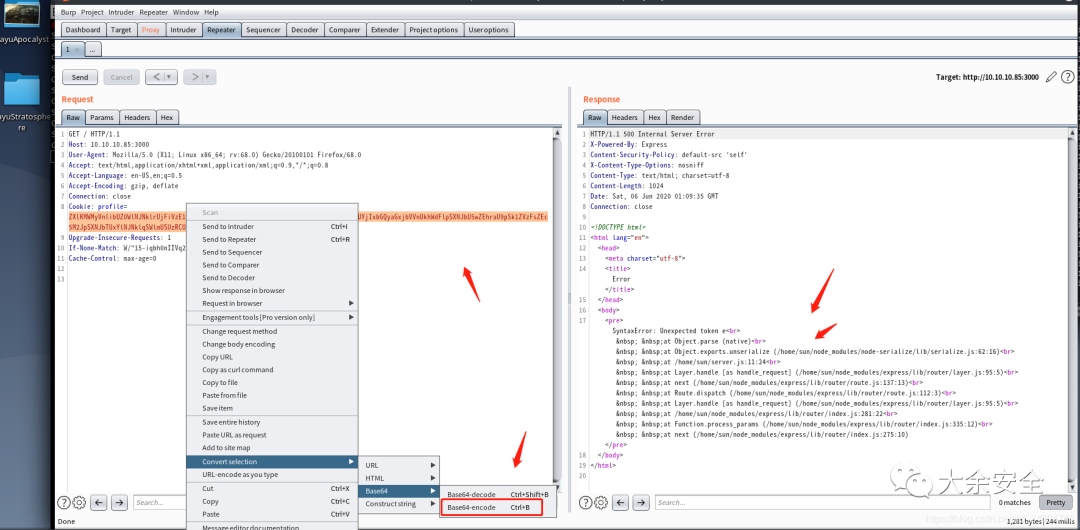 ayuApocalyst
ayuStratosphe
re
Burp Project Intruder Repeater Window Help
Dashboard Target Proxy Intruder Repeater Sequencer Decoder Comparer Extender Project options User options
1 × ...
Send Cancel < ▾ > ▾ Target: http://10.10.10.85:3000
Request
Raw Params Headers Hex
1 GET / HTTP/1.1
2 Host: 10.10.10.85:3000
3 User-Agent: Mozilla/5.0 (X11; Linux x86_64; rv:68.0) Gecko/20100101 Firefox/68.0
4 Accept: text/html,application/xhtml+xml,application/xml;q=0.9,*/*;q=0.8
5 Accept-Language: en-US,en;q=0.5
6 Accept-Encoding: gzip, deflate
7 Connection: close
8 Cookie: profile=
9 Upgrade-Insecure-Requests: 1
10 If-None-Match:
11 Cache-Control: max-age=0
12
13
Scan
Send to Intruder Ctrl+I
Send to Repeater Ctrl+R
Send to Sequencer
Send to Comparer
Send to Decoder
Show response in browser
Request in browser
Engagement tools [Pro version only]
Change request method
Change body encoding
Copy URL
Copy as curl command
Copy to file
Paste from file
Save item
Save entire history
Paste URL as request
Add to site map
Convert selection
URL-encode as you type
Cut Ctrl+X
Copy Ctrl+C
Paste Ctrl+V
Message editor documentation
URL
HTML
Base64
Construct string
Base64-decode Ctrl+Shift+B
Base64-encode Ctrl+B
Search...
Done
Response
Raw Headers Hex Render
1 HTTP/1.1 500 Internal Server Error
2 X-Powered-By: Express
3 Content-Security-Policy: default-src 'self'
4 X-Content-Type-Options: nosniff
5 Content-Type: text/html; charset=utf-8
6 Content-Length: 1024
7 Date: Sat, 06 Jun 2020 01:09:35 GMT
8 Connection: close
9
10 <!DOCTYPE html>
11 <html lang="en">
12 <head>
13 <meta charset="utf-8">
14 <title>
Error
</title>
15 </head>
16 <body>
17 <pre>
SyntaxError: Unexpected token e<br>
&nbsp; &nbsp;at Object.parse (native)<br>
&nbsp; &nbsp;at Object.exports.unserialize (/home/sun/node_modules/node-serialize/lib/serialize.js:62:16)<br>
&nbsp; &nbsp;at /home/sun/server.js:11:24<br>
&nbsp; &nbsp;at Layer.handle [as handle_request] (/home/sun/node_modules/express/lib/router/layer.js:95:5)<br>
&nbsp; &nbsp;at next (/home/sun/node_modules/express/lib/router/route.js:137:13)<br>
&nbsp; &nbsp;at Route.dispatch (/home/sun/node_modules/express/lib/router/route.js:112:3)<br>
&nbsp; &nbsp;at Layer.handle [as handle_request] (/home/sun/node_modules/express/lib/router/layer.js:95:5)<br>
&nbsp; &nbsp;at /home/sun/node_modules/express/lib/router/index.js:281:22<br>
&nbsp; &nbsp;at Function.process_params (/home/sun/node_modules/express/lib/router/index.js:335:12)<br>
&nbsp; &nbsp;at next (/home/sun/node_modules/express/lib/router/index.js:275:10)
</pre>
18 </body>
19 </html>
20
Search... 0 matches Pretty
大余安全
1,281 bytes | 244 millis